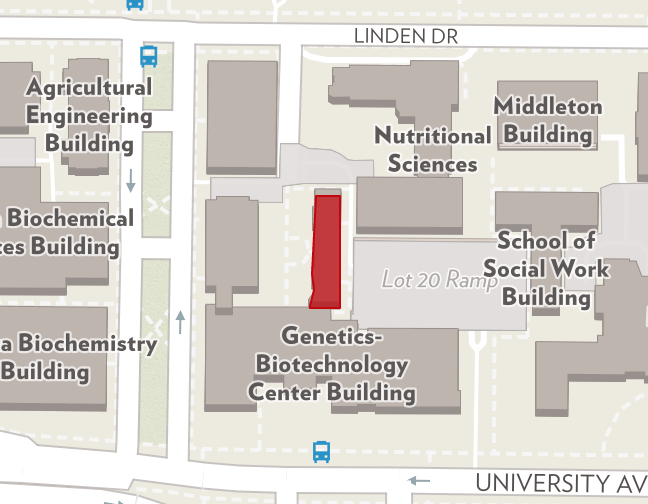 LINDEN DR
Agricultural
Engineering
Building
Middleton
Building
Nutritional
Sciences
Biochemical
ces Building
School of
Social Work
Building
Lot 20 Ramp
Genetics-
Biotechnology
Center Building
a Biochemistry
Building
UNIVERSITY AV